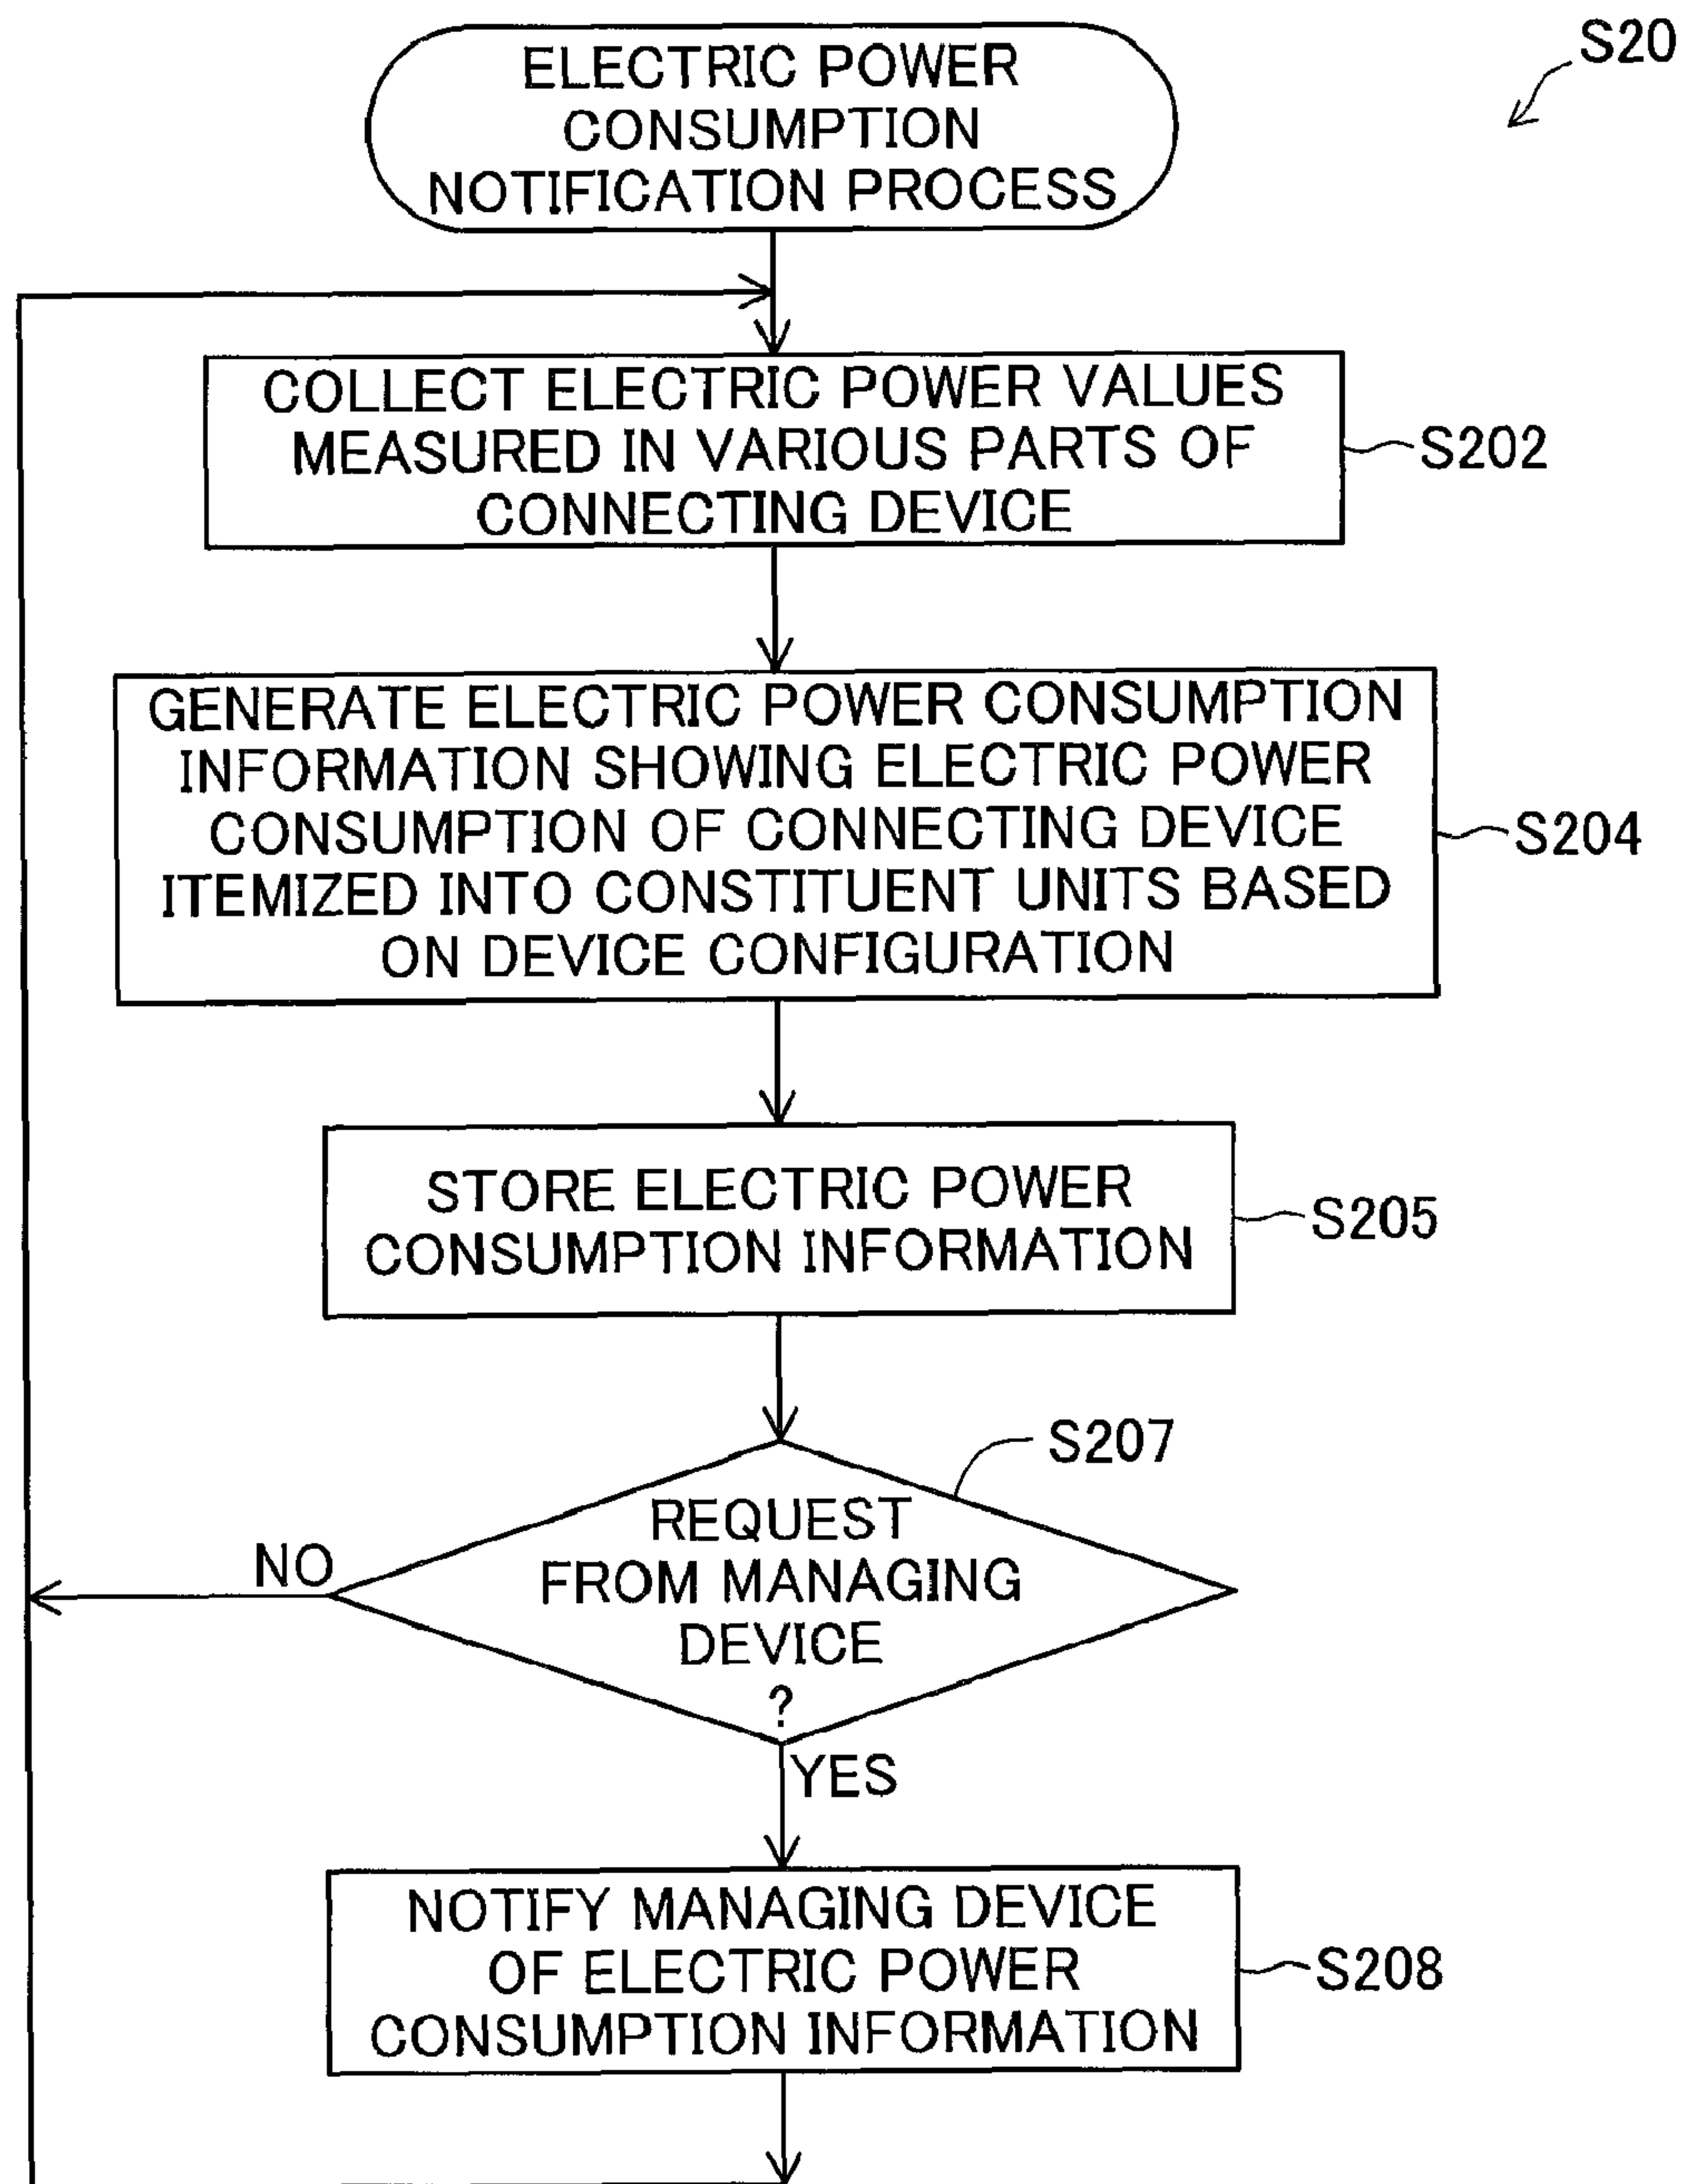 S20
ELECTRIC POWER
CONSUMPTION
NOTIFICATION PROCESS
COLLECT ELECTRIC POWER VALUES
MEASURED IN VARIOUS PARTS OF
CONNECTING DEVICE
S202
GENERATE ELECTRIC POWER CONSUMPTION
INFORMATION SHOWING ELECTRIC POWER
CONSUMPTION OF CONNECTING DEVICE
ITEMIZED INTO CONSTITUENT UNITS BASED
ON DEVICE CONFIGURATION
S204
STORE ELECTRIC POWER
CONSUMPTION INFORMATION
S205
S207
REQUEST
FROM MANAGING
DEVICE
?
NO
YES
NOTIFY MANAGING DEVICE
OF ELECTRIC POWER
CONSUMPTION INFORMATION
S208